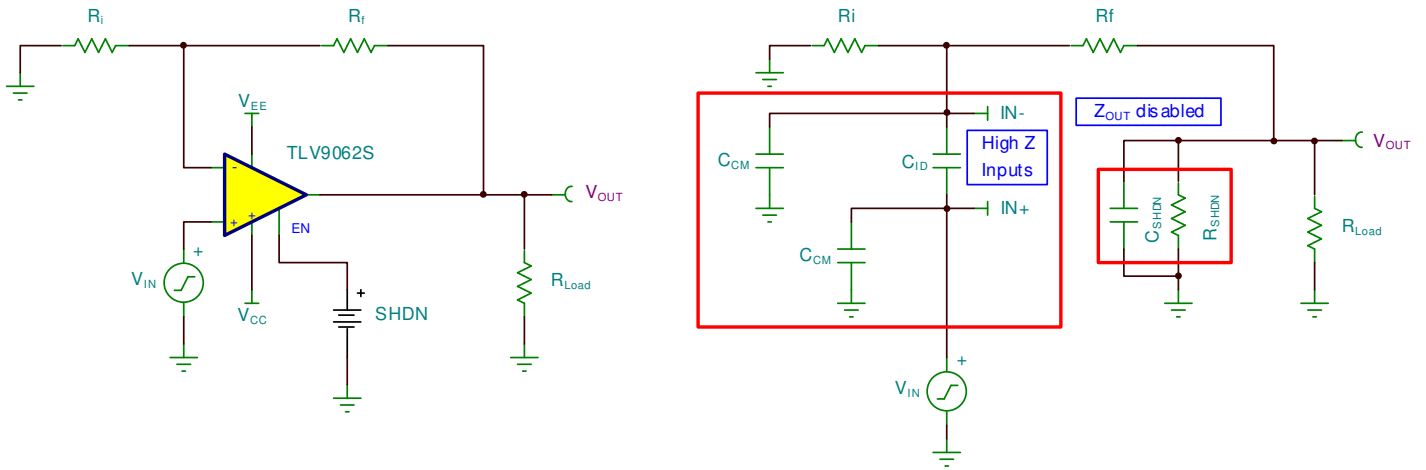 Ri
Rf
VEE
TLV9062S
-
+
+
EN
VOUT
+
VIN
VCC
+
SHDN
RLoad
Ri
Rf
IN-
ZOUT disabled
High Z
Inputs
CCM
CID
VOUT
IN+
CSHDN
RSHDN
RLoad
CCM
+
VIN